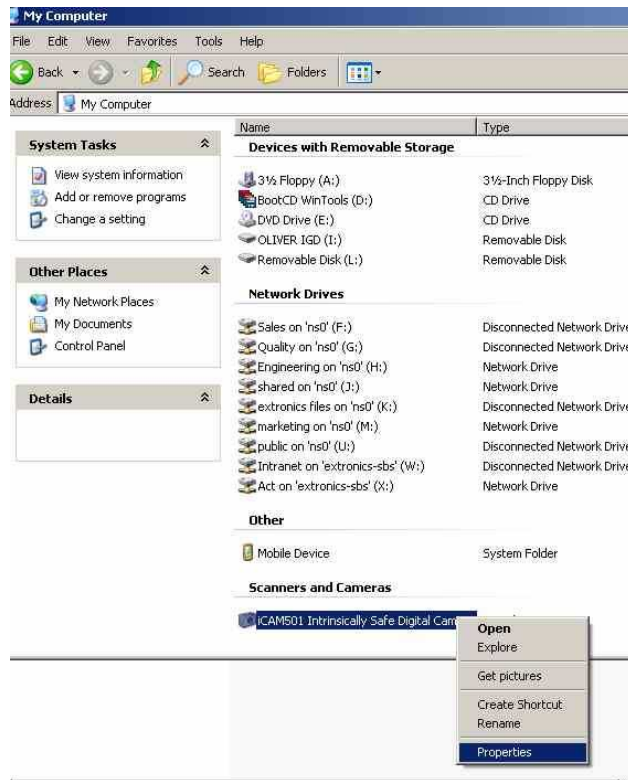 My Computer
File Edit View Favorites Tools Help
Back Search Folders
Address My Computer
System Tasks
View system information
Add or remove programs
Change a setting
Other Places
My Network Places
My Documents
Control Panel
Details
Name Type
Devices with Removable Storage
3½ Floppy (A:) 3½-Inch Floppy Disk
BootCD WinTools (D:) CD Drive
DVD Drive (E:) CD Drive
OLIVER IGD (I:) Removable Disk
Removable Disk (L:) Removable Disk
Network Drives
Sales on 'ns0' (F:) Disconnected Network Drive
Quality on 'ns0' (G:) Disconnected Network Drive
Engineering on 'ns0' (H:) Network Drive
shared on 'ns0' (J:) Network Drive
extronics files on 'ns0' (K:) Disconnected Network Drive
marketing on 'ns0' (M:) Network Drive
public on 'ns0' (U:) Disconnected Network Drive
Intranet on 'extronics-sbs' (W:) Disconnected Network Drive
Act on 'extronics-sbs' (X:) Network Drive
Other
Mobile Device System Folder
Scanners and Cameras
iCAM501 Intrinsically Safe Digital Cam
Open
Explore
Get pictures
Create Shortcut
Rename
Properties